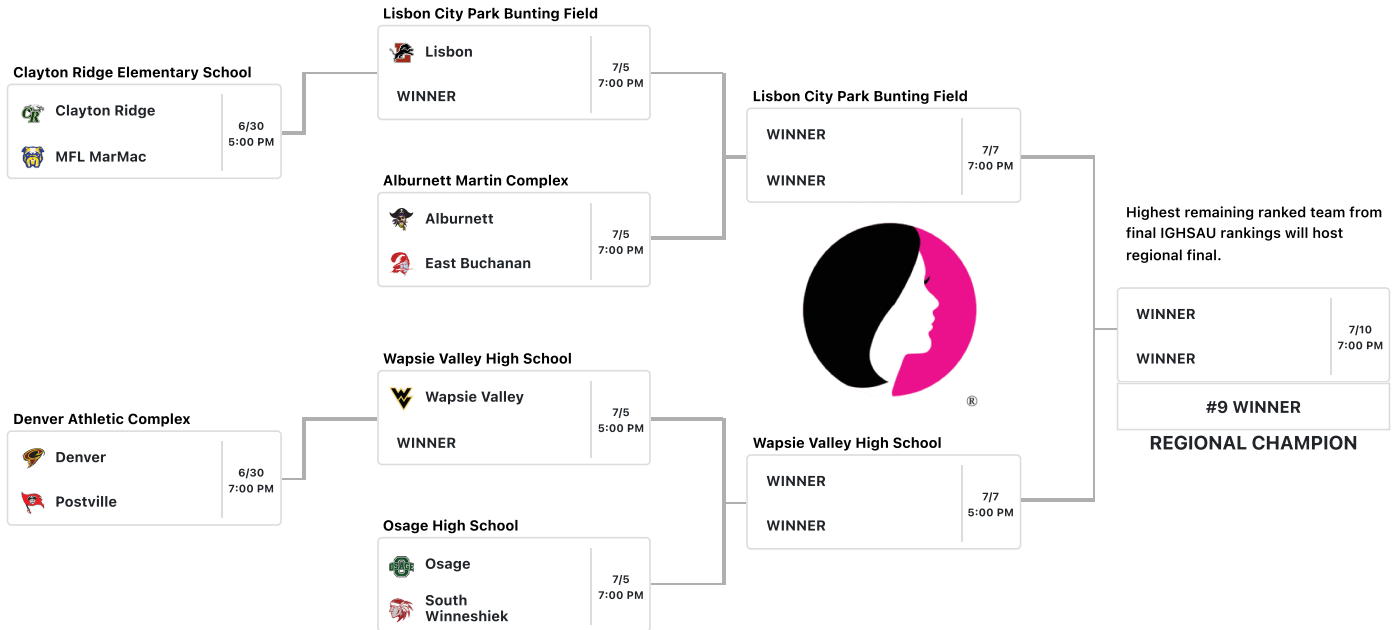 Lisbon City Park Bunting Field
Lisbon
WINNER
7/5
7:00 PM
Clayton Ridge Elementary School
CR
Clayton Ridge
MFL MarMac
6/30
5:00 PM
Alburnett Martin Complex
Alburnett
East Buchanan
7/5
7:00 PM
Lisbon City Park Bunting Field
WINNER
WINNER
7/7
7:00 PM
Wapsie Valley High School
Wapsie Valley
WINNER
7/5
5:00 PM
Denver Athletic Complex
Denver
Postville
6/30
7:00 PM
Osage High School
OSAGE
Osage
South
Winneshiek
7/5
7:00 PM
®
Wapsie Valley High School
WINNER
WINNER
7/7
5:00 PM
Highest remaining ranked team from
final IGHSAU rankings will host
regional final.
WINNER
WINNER
7/10
7:00 PM
#9 WINNER
REGIONAL CHAMPION